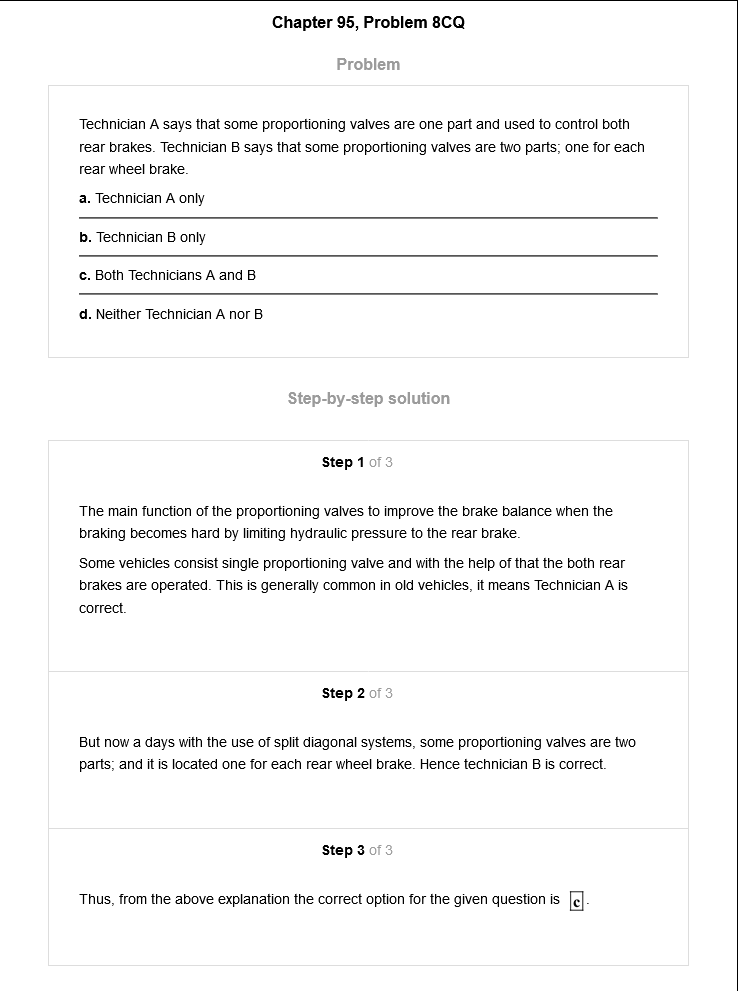 Chapter 95, Problem 8CQ
Problem
Technician A says that some proportioning valves are one part and used to control both
rear brakes. Technician B says that some proportioning valves are two parts; one for each
rear wheel brake.
a. Technician A only
b. Technician B only
c. Both Technicians A and B
d. Neither Technician A nor B
Step-by-step solution
Step 1 of 3
The main function of the proportioning valves to improve the brake balance when the
braking becomes hard by limiting hydraulic pressure to the rear brake.
Some vehicles consist single proportioning valve and with the help of that the both rear
brakes are operated. This is generally common in old vehicles, it means Technician A is
correct.
Step 2 of 3
But now a days with the use of split diagonal systems, some proportioning valves are two
parts; and it is located one for each rear wheel brake. Hence technician B is correct.
Step 3 of 3
Thus, from the above explanation the correct option for the given question is c.